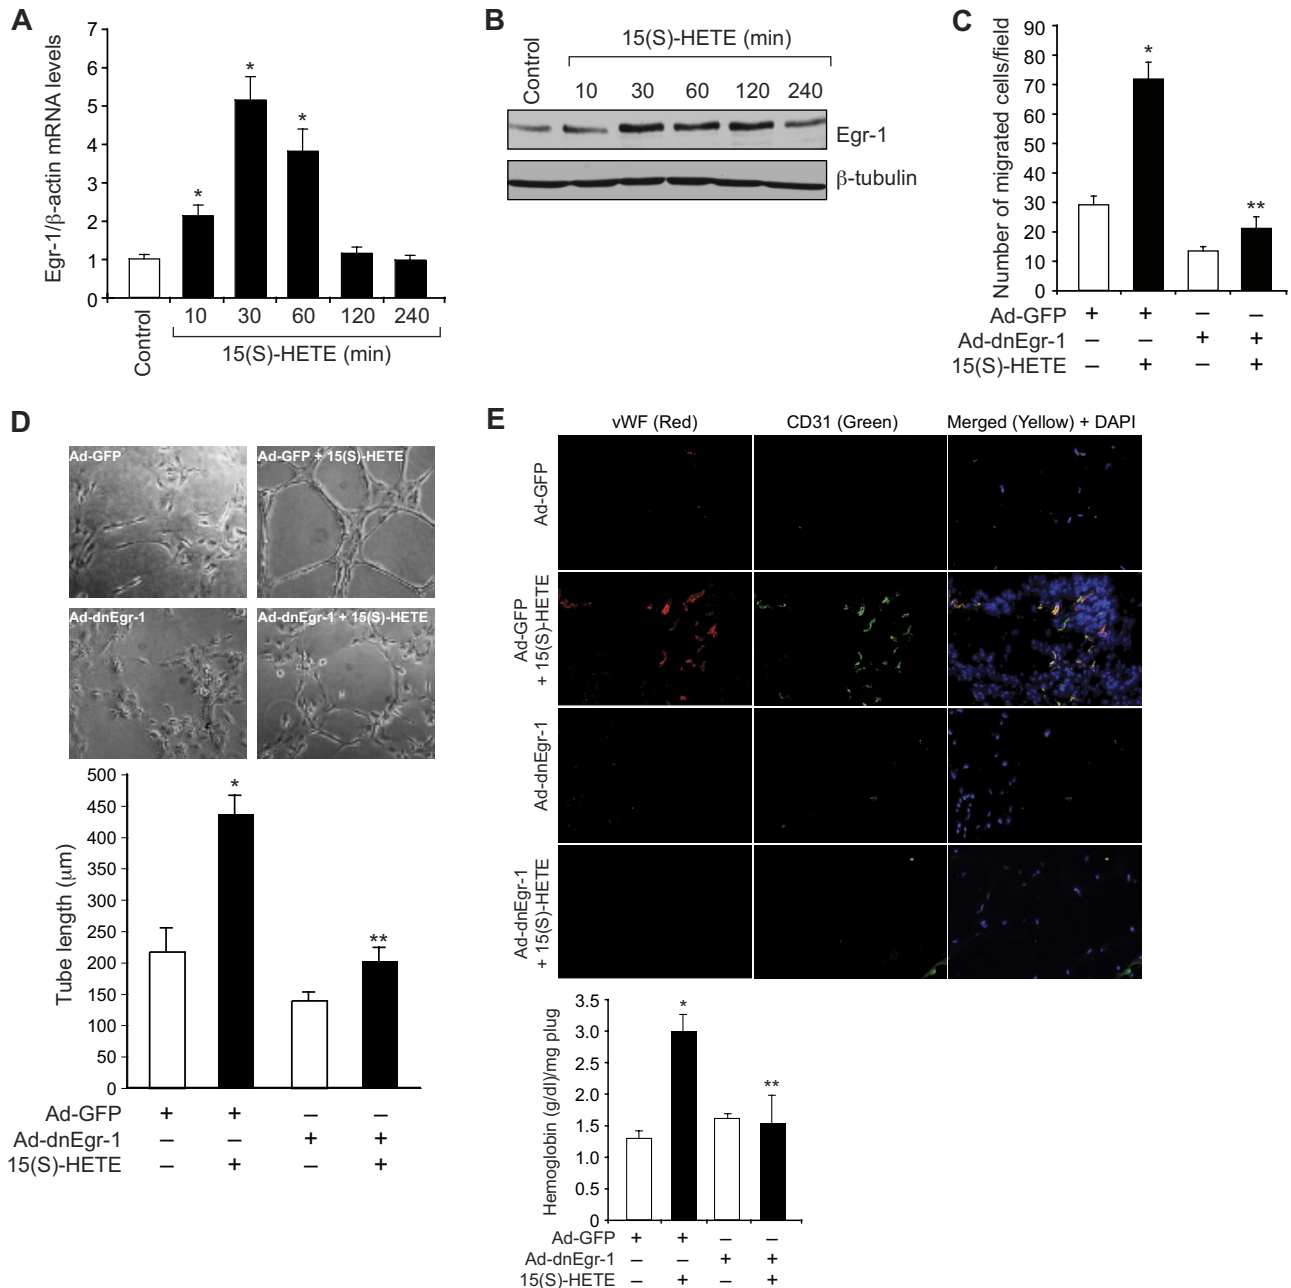 A
Egr-1/β-actin mRNA levels
7
6
5
4
3
2
1
0
*
*
*
Control
10 30 60 120 240
15(S)-HETE (min)
B
15(S)-HETE (min)
Control
10 30 60 120 240
Egr-1
β-tubulin
C
Number of migrated cells/field
90
80
70
60
50
40
30
20
10
0
*
**
Ad-GFP + + – –
Ad-dnEgr-1 – – + +
15(S)-HETE – + – +
D
Ad-GFP
Ad-GFP + 15(S)-HETE
Ad-dnEgr-1
Ad-dnEgr-1 + 15(S)-HETE
Tube length (μm)
500
450
400
350
300
250
200
150
100
50
0
*
**
Ad-GFP + + – –
Ad-dnEgr-1 – – + +
15(S)-HETE – + – +
E
vWF (Red) CD31 (Green) Merged (Yellow) + DAPI
Ad-GFP
Ad-GFP
+ 15(S)-HETE
Ad-dnEgr-1
Ad-dnEgr-1
+ 15(S)-HETE
Hemoglobin (g/dl)/mg plug
3.5
3.0
2.5
2.0
1.5
1.0
0.5
0
*
**
Ad-GFP + + – –
Ad-dnEgr-1 – – + +
15(S)-HETE – + – +